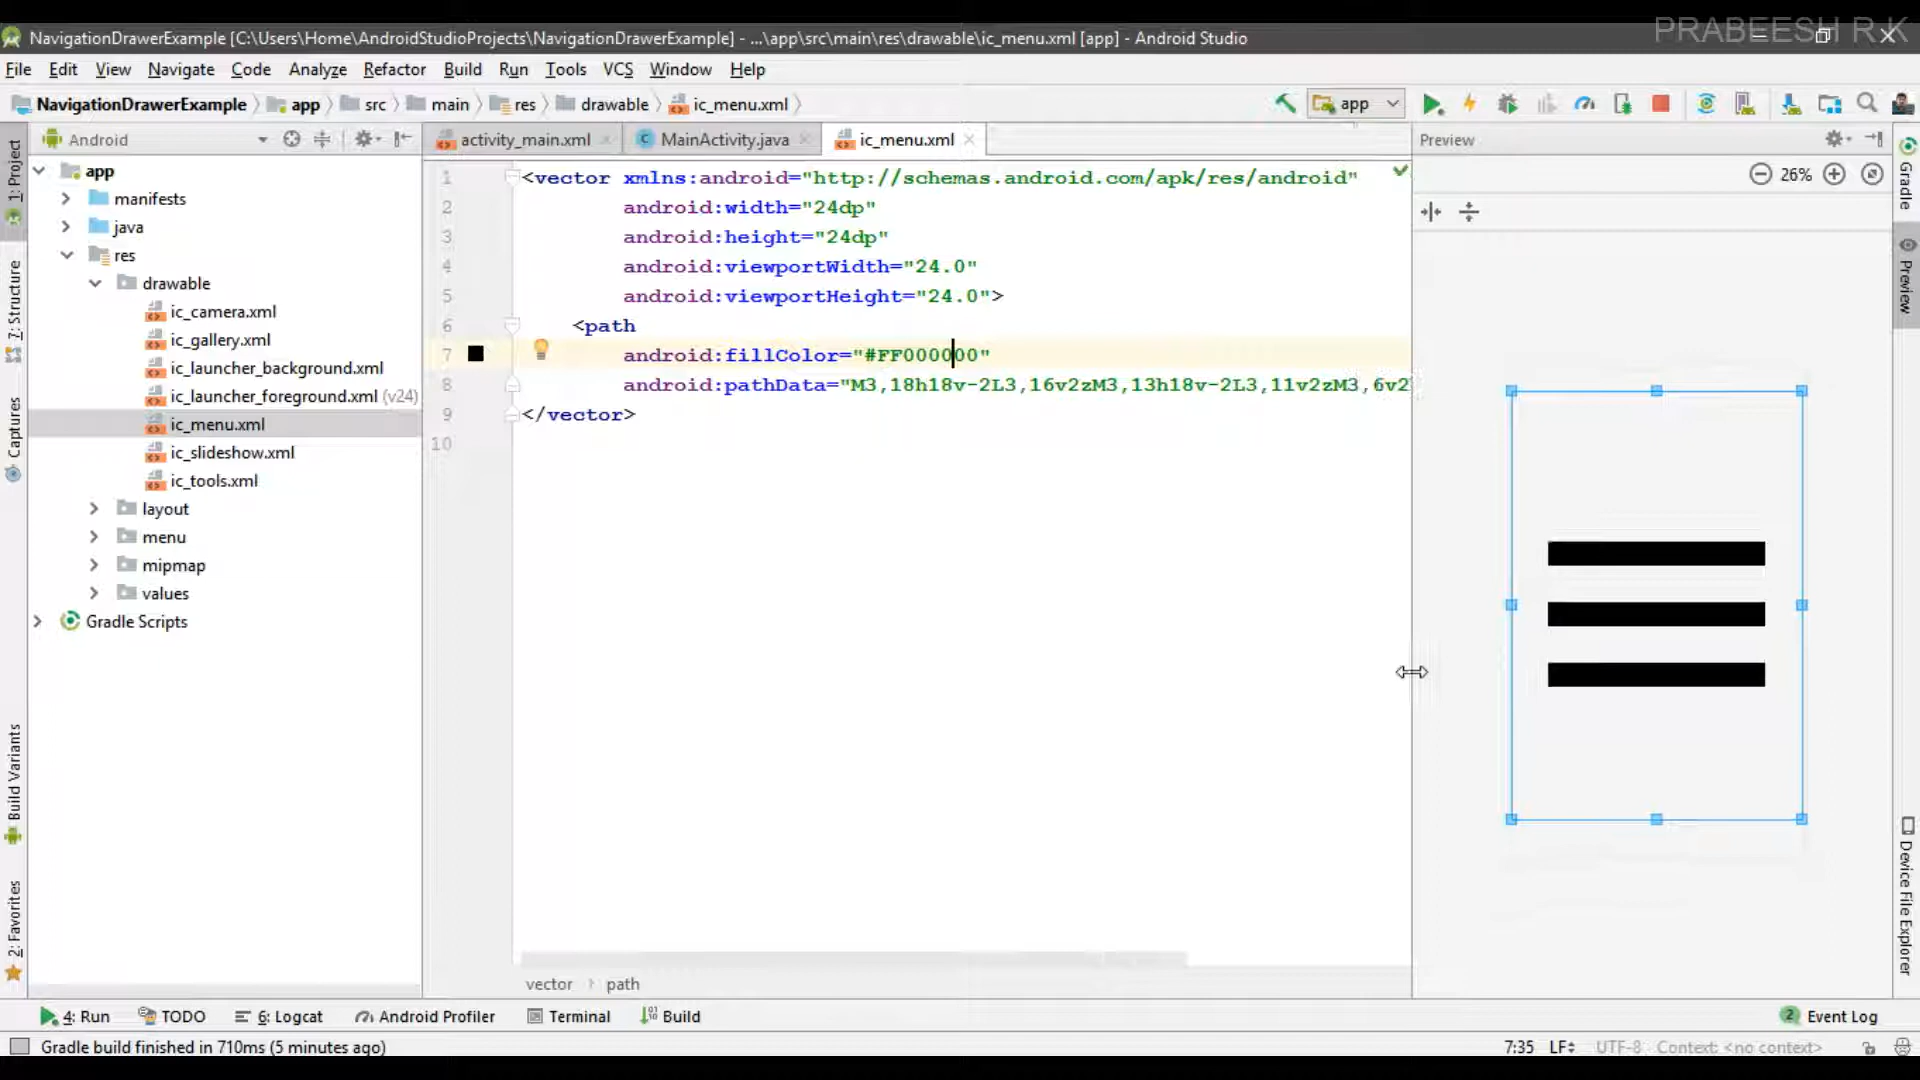 PRABEESH R K
NavigationDrawerExample [C:\Users\Home\AndroidStudioProjects\NavigationDrawerExample] - ...\app\src\main\res\drawable\ic_menu.xml [app] - Android Studio
File Edit View Navigate Code Analyze Refactor Build Run Tools VCS Window Help
NavigationDrawerExample app src main res drawable ic_menu.xml app
Android activity_main.xml MainActivity.java ic_menu.xml Preview
26%
1: Project
7: Structure
Captures
Build Variants
2: Favorites
app
manifests
java
res
drawable
ic_camera.xml
ic_gallery.xml
ic_launcher_background.xml
ic_launcher_foreground.xml (v24)
ic_menu.xml
ic_slideshow.xml
ic_tools.xml
layout
menu
mipmap
values
Gradle Scripts
1 <vector xmlns:android="http://schemas.android.com/apk/res/android"
2 android:width="24dp"
3 android:height="24dp"
4 android:viewportWidth="24.0"
5 android:viewportHeight="24.0">
6 <path
7 android:fillColor="#FF000000"
8 android:pathData="M3,18h18v-2L3,16v2zM3,13h18v-2L3,11v2zM3,6v2
9 </vector>
10
vector path
Gradle
Preview
Device File Explorer
4: Run TODO 6: Logcat Android Profiler Terminal Build 2 Event Log
Gradle build finished in 710ms (5 minutes ago) 7:35 LF UTF-8 Context: <no context>